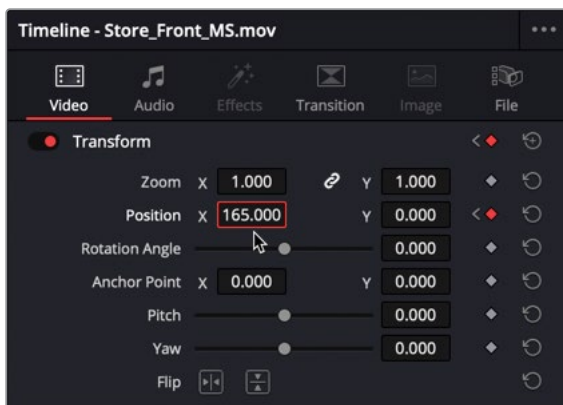 Timeline - Store_Front_MS.mov
Video Audio Effects Transition Image File
Transform
Zoom X 1.000 Y 1.000
Position X 165.000 Y 0.000
Rotation Angle 0.000
Anchor Point X 0.000 Y 0.000
Pitch 0.000
Yaw 0.000
Flip